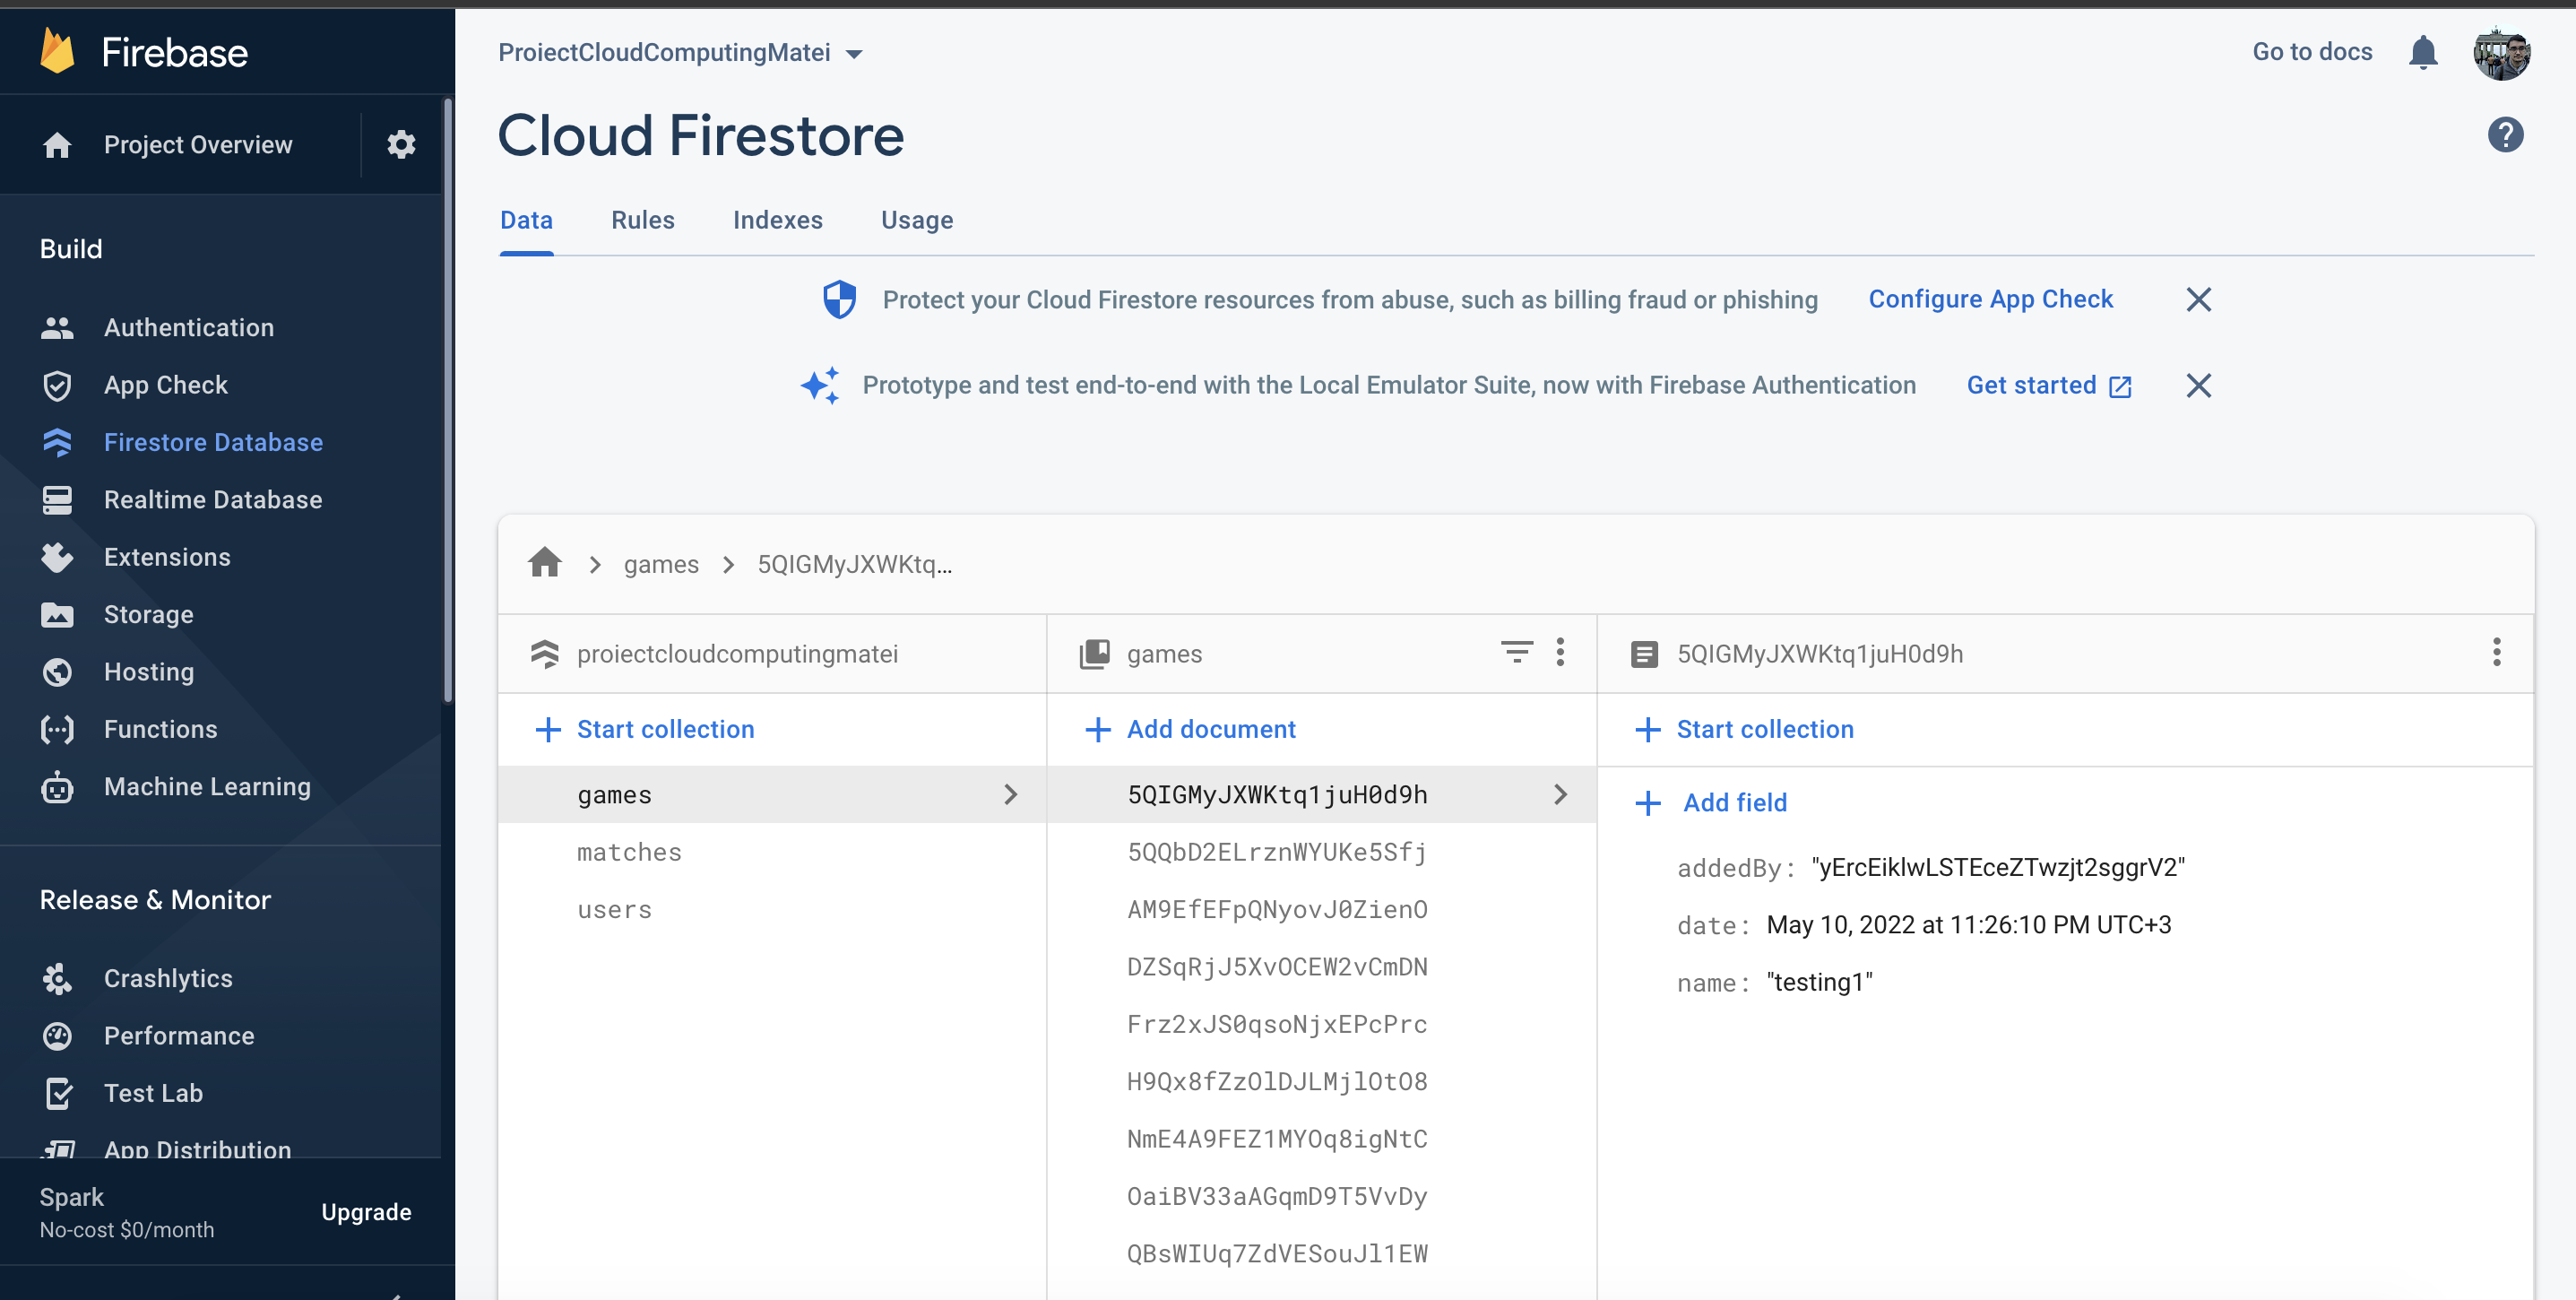 Firebase
Project Overview
Build
Authentication
App Check
Firestore Database
Realtime Database
Extensions
Storage
Hosting
Functions
Machine Learning
Release & Monitor
Crashlytics
Performance
Test Lab
App Distribution
Spark
No-cost $0/month
Upgrade
ProiectCloudComputingMatei
Go to docs
Cloud Firestore
Data
Rules
Indexes
Usage
Protect your Cloud Firestore resources from abuse, such as billing fraud or phishing
Configure App Check
Prototype and test end-to-end with the Local Emulator Suite, now with Firebase Authentication
Get started
games
5QIGMyJXWKtq...
proiectcloudcomputingmatei
Start collection
games
matches
users
games
Add document
5QIGMyJXWKtq1juH0d9h
5QQbD2ELrznWYUKe5Sfj
AM9EfEFpQNyovJ0ZienO
DZSqRjJ5XvOCEW2vCmDN
Frz2xJS0qsoNjxEPcPrc
H9Qx8fZzOlDJLMjlOtO8
NmE4A9FEZ1MYOq8igNtC
OaiBV33aAGqmD9T5VvDy
QBsWIUq7ZdVESouJl1EW
5QIGMyJXWKtq1juH0d9h
Start collection
Add field
addedBy: "yErcEiklwLSTEceZTwzjt2sggrV2"
date: May 10, 2022 at 11:26:10 PM UTC+3
name: "testing1"